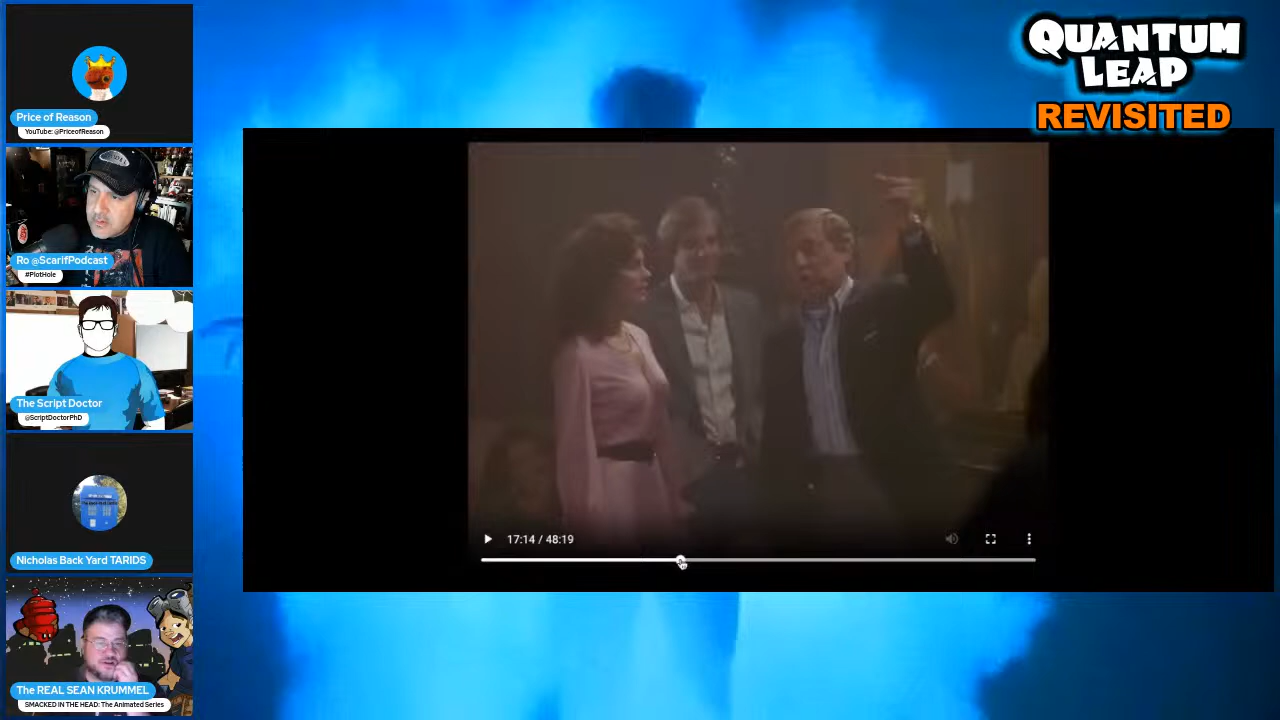 Price of Reason
YouTube: @PriceofReason
Ro @ScarifPodcast
#PlotHole
The Script Doctor
@ScriptDoctorPhD
Nicholas Back Yard TARIDS
The REAL SEAN KRUMMEL
SMACKED IN THE HEAD: The Animated Series
QUANTUM
LEAP
REVISITED
17:14 / 48:19